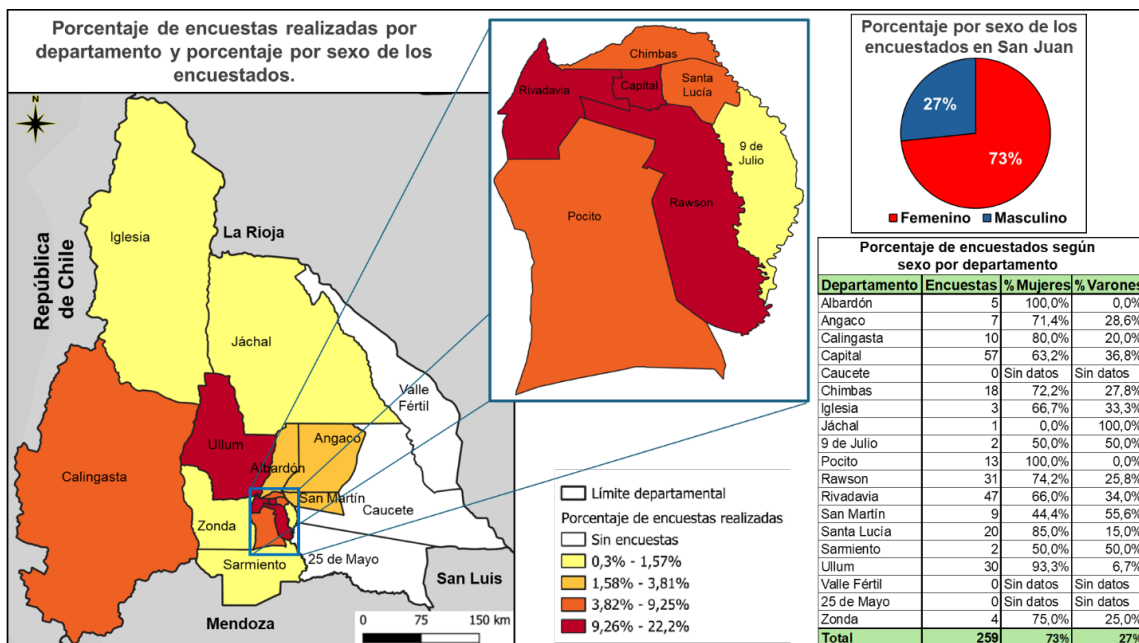 Porcentaje de encuestas realizadas por
departamento y porcentaje por sexo de los
encuestados.
N
República
de Chile
La Rioja
San Luis
Mendoza
Iglesia
Jáchal
Valle
Fértil
Ullum
Angaco
Calingasta
Albardón
San Martín
Caucete
Zonda
25 de Mayo
Sarmiento
0 75 150 km
Chimbas
Rivadavía
Capital
Santa
Lucía
9 de
Julio
Pocito
Rawson
Límite departamental
Porcentaje de encuestas realizadas
Sin encuestas
0,3% - 1,57%
1,58% - 3,81%
3,82% - 9,25%
9,26% - 22,2%
Porcentaje por sexo de los
encuestados en San Juan
27%
73%
Femenino Masculino
Porcentaje de encuestados según
sexo por departamento
Departamento Encuestas % Mujeres % Varones
Albardón 5 100,0% 0,0%
Angaco 7 71,4% 28,6%
Calingasta 10 80,0% 20,0%
Capital 57 63,2% 36,8%
Caucete 0 Sin datos Sin datos
Chimbas 18 72,2% 27,8%
Iglesia 3 66,7% 33,3%
Jáchal 1 0,0% 100,0%
9 de Julio 2 50,0% 50,0%
Pocito 13 100,0% 0,0%
Rawson 31 74,2% 25,8%
Rivadavia 47 66,0% 34,0%
San Martín 9 44,4% 55,6%
Santa Lucía 20 85,0% 15,0%
Sarmiento 2 50,0% 50,0%
Ullum 30 93,3% 6,7%
Valle Fértil 0 Sin datos Sin datos
25 de Mayo 0 Sin datos Sin datos
Zonda 4 75,0% 25,0%
Total 259 73% 27%